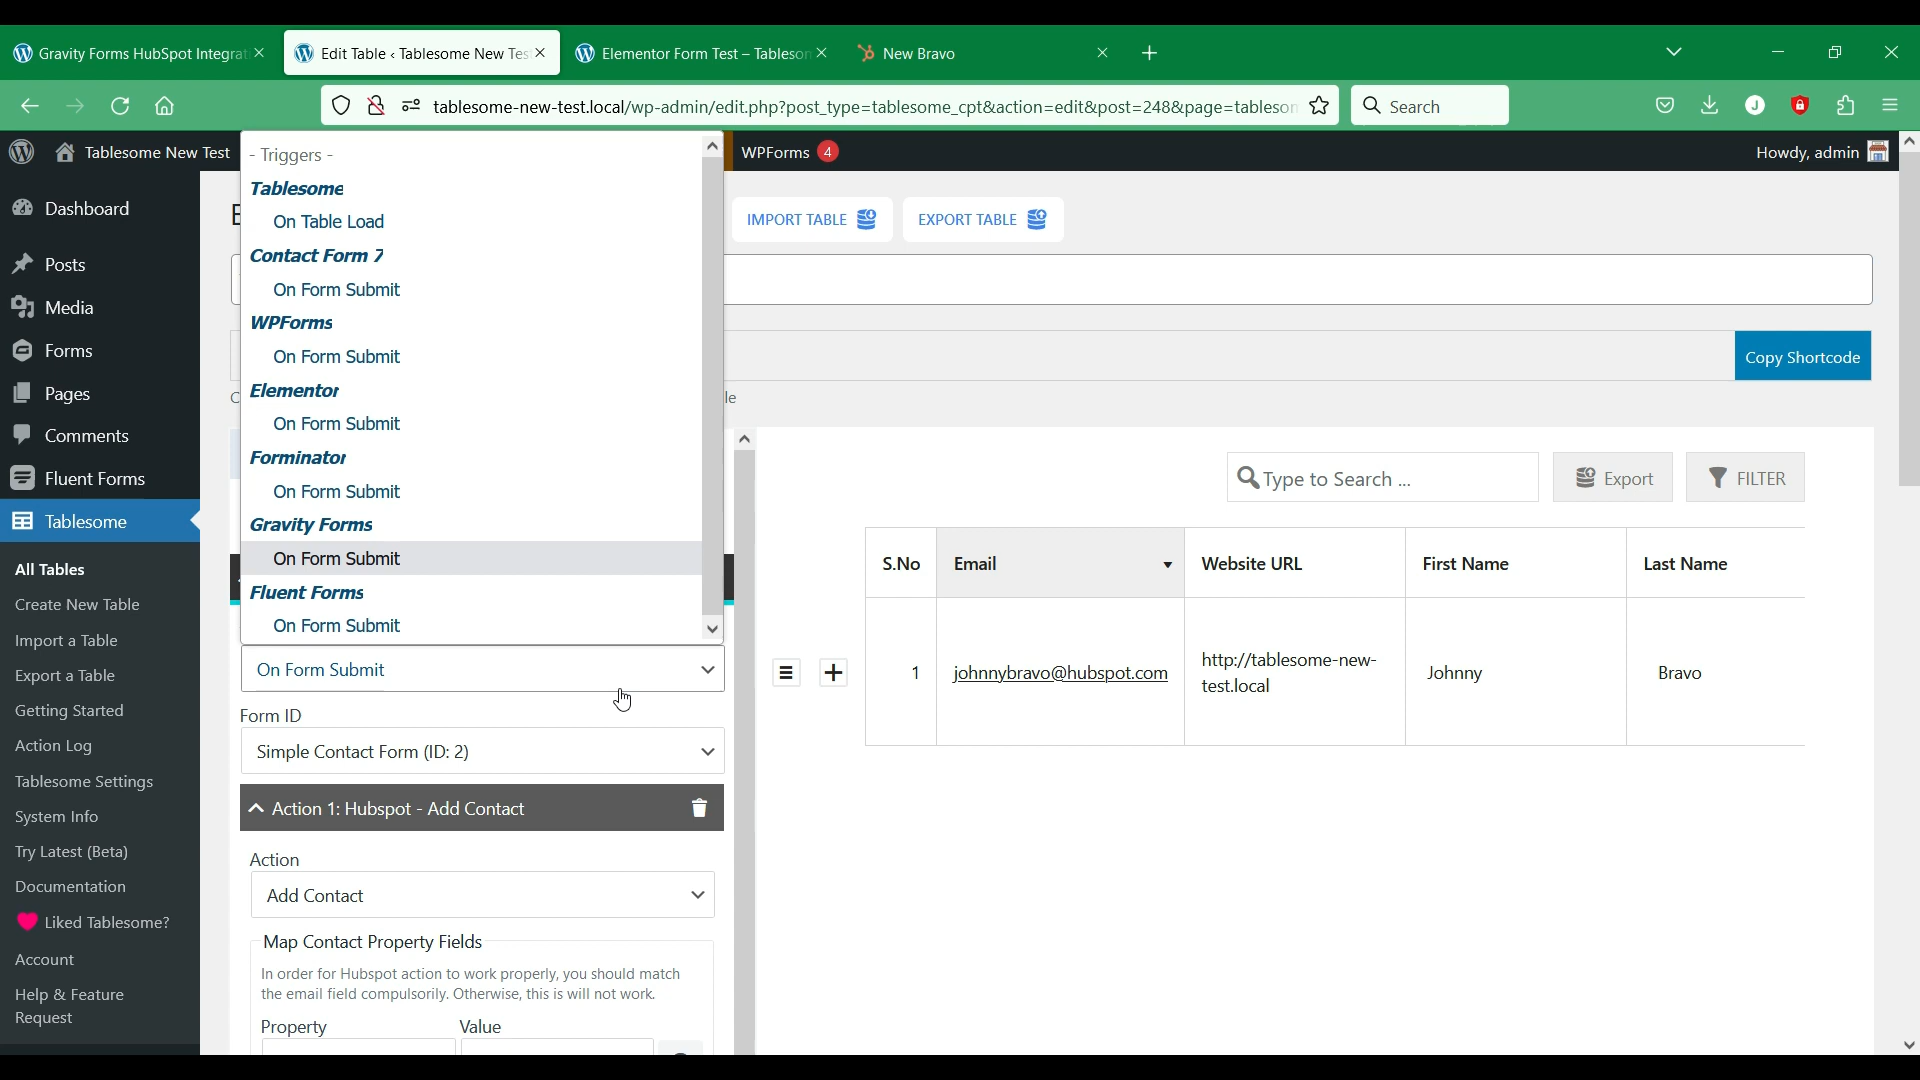 Gravity Forms HubSpot Integrat
Edit Table ‹ Tablesome New Tes
Elementor Form Test – Tableson
New Bravo
tablesome-new-test.local/wp-admin/edit.php?post_type=tablesome_cpt&action=edit&post=248&page=tableson
Search
Tablesome New Test
WPForms 4
Howdy, admin
Dashboard
Posts
Media
Forms
Pages
Comments
Fluent Forms
Tablesome
All Tables
Create New Table
Import a Table
Export a Table
Getting Started
Action Log
Tablesome Settings
System Info
Try Latest (Beta)
Documentation
Liked Tablesome?
Account
Help & Feature
Request
- Triggers -
Tablesome
On Table Load
Contact Form 7
On Form Submit
WPForms
On Form Submit
Elementor
On Form Submit
Forminator
On Form Submit
Gravity Forms
On Form Submit
Fluent Forms
On Form Submit
On Form Submit
Form ID
Simple Contact Form (ID: 2)
Action 1: Hubspot - Add Contact
Action
Add Contact
Map Contact Property Fields
In order for Hubspot action to work properly, you should match
the email field compulsorily. Otherwise, this is will not work.
Property Value
IMPORT TABLE
EXPORT TABLE
Copy Shortcode
le
Type to Search ...
Export
FILTER
S.No Email Website URL First Name Last Name
1 johnnybravo@hubspot.com http://tablesome-new-
test.local Johnny Bravo